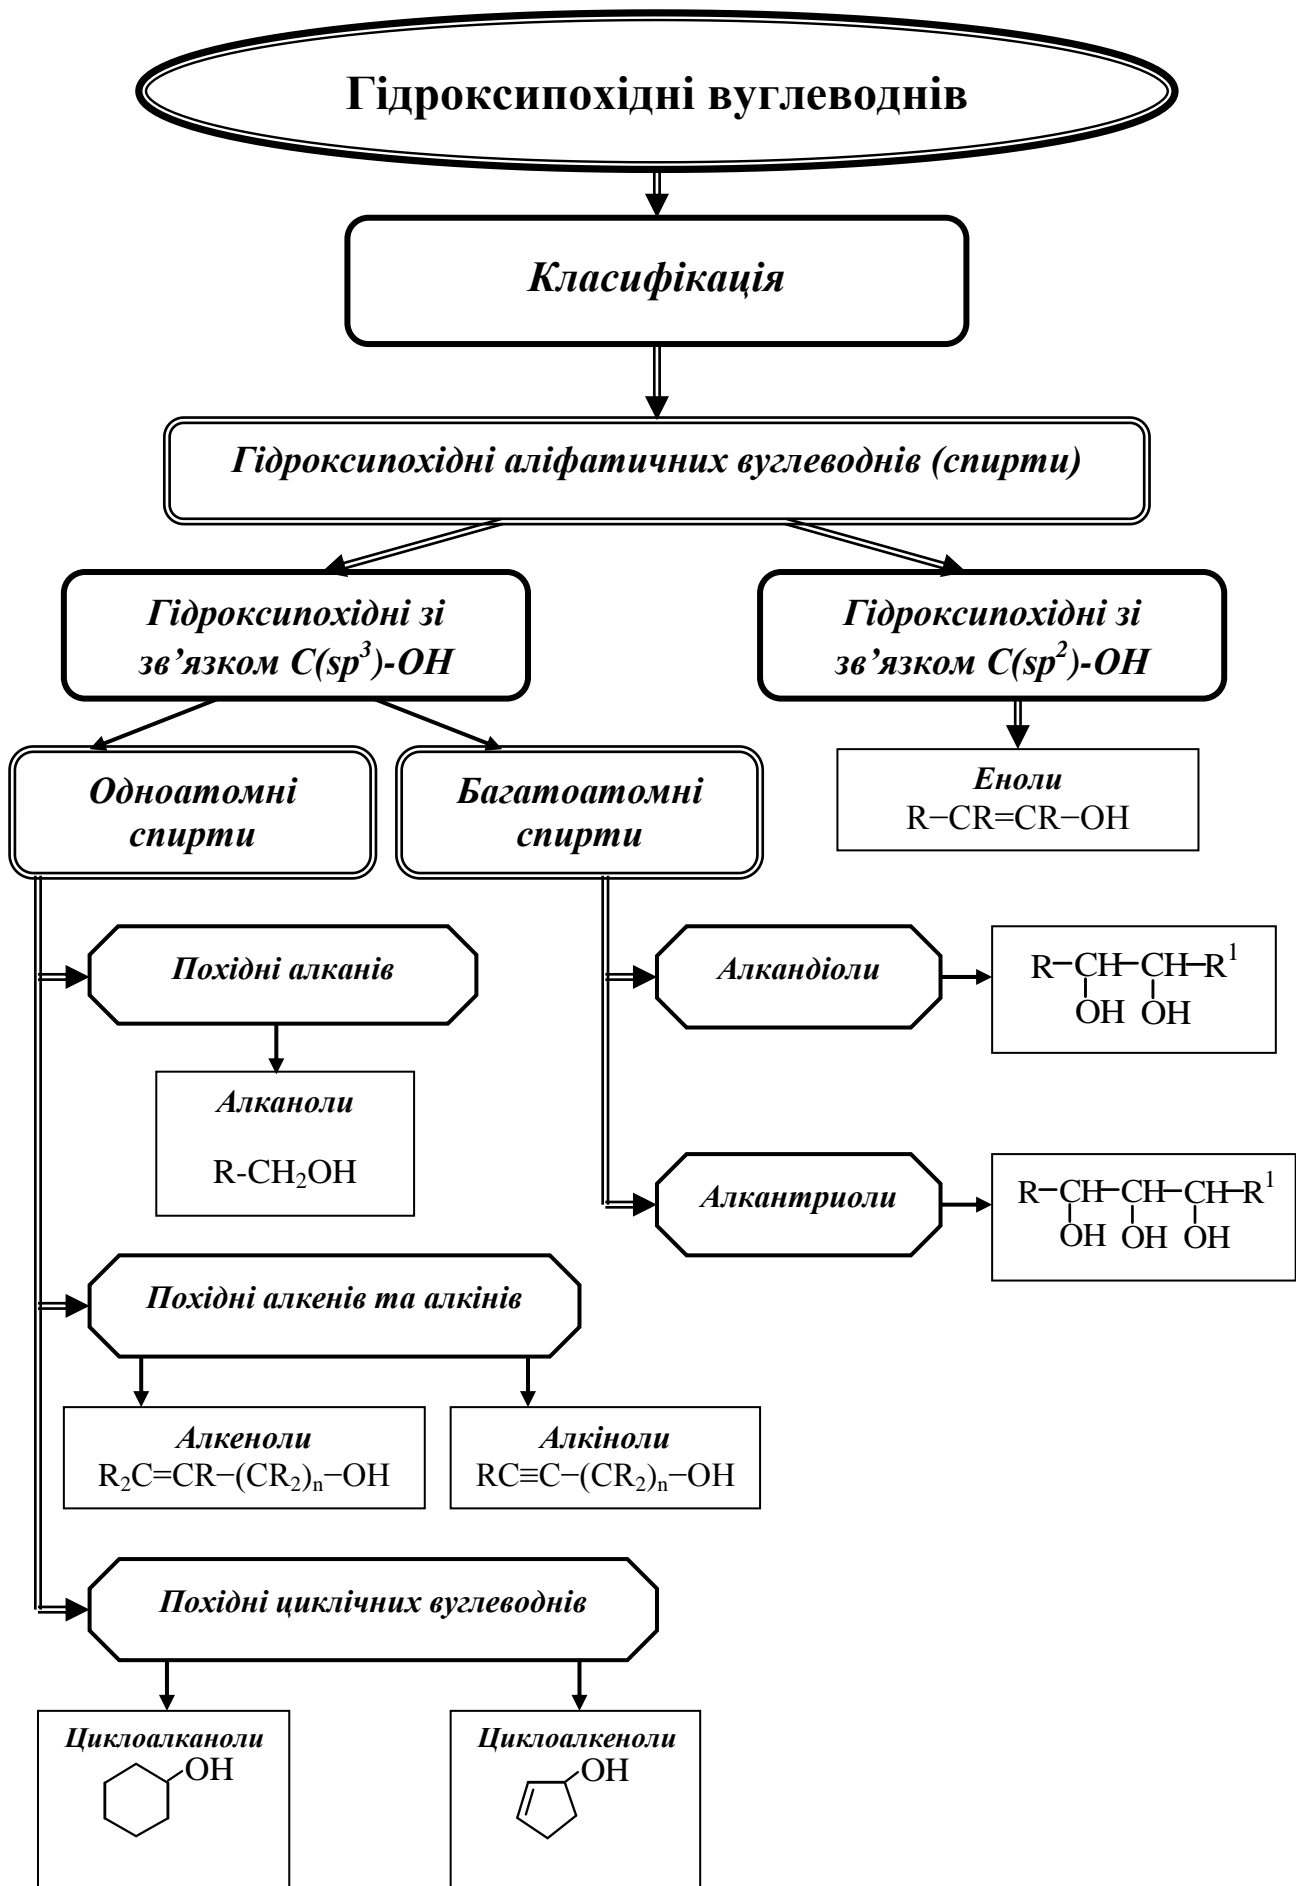 Гідроксипохідні вуглеводнів
Класифікація
Гідроксипохідні аліфатичних вуглеводнів (спирти)
Гідроксипохідні зі
зв’язком C(sp³)-OH
Гідроксипохідні зі
зв’язком C(sp²)-OH
Одноатомні
спирти
Багатоатомні
спирти
Еноли
R−CR=CR−OH
Похідні алканів
Алкандіоли
R−CH−CH−R¹
OH OH
Алканоли
R-CH₂OH
Алкантриоли
R−CH−CH−CH−R¹
OH OH OH
Похідні алкенів та алкінів
Алкеноли
R₂C=CR−(CR₂)ₙ−OH
Алкіноли
RC≡C−(CR₂)ₙ−OH
Похідні циклічних вуглеводнів
Циклоалканоли
OH
Циклоалкеноли
OH